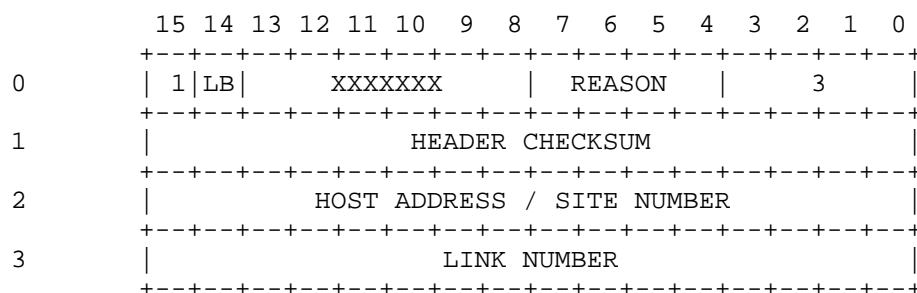 15 14 13 12 11 10 9 8 7 6 5 4 3 2 1 0
+--+--+--+--+--+--+--+--+--+--+--+--+--+--+--+--+
0 | 1|LB| XXXXXXX | REASON | 3 |
+--+--+--+--+--+--+--+--+--+--+--+--+--+--+--+--+
1 | HEADER CHECKSUM |
+--+--+--+--+--+--+--+--+--+--+--+--+--+--+--+--+
2 | HOST ADDRESS / SITE NUMBER |
+--+--+--+--+--+--+--+--+--+--+--+--+--+--+--+--+
3 | LINK NUMBER |
+--+--+--+--+--+--+--+--+--+--+--+--+--+--+--+--+